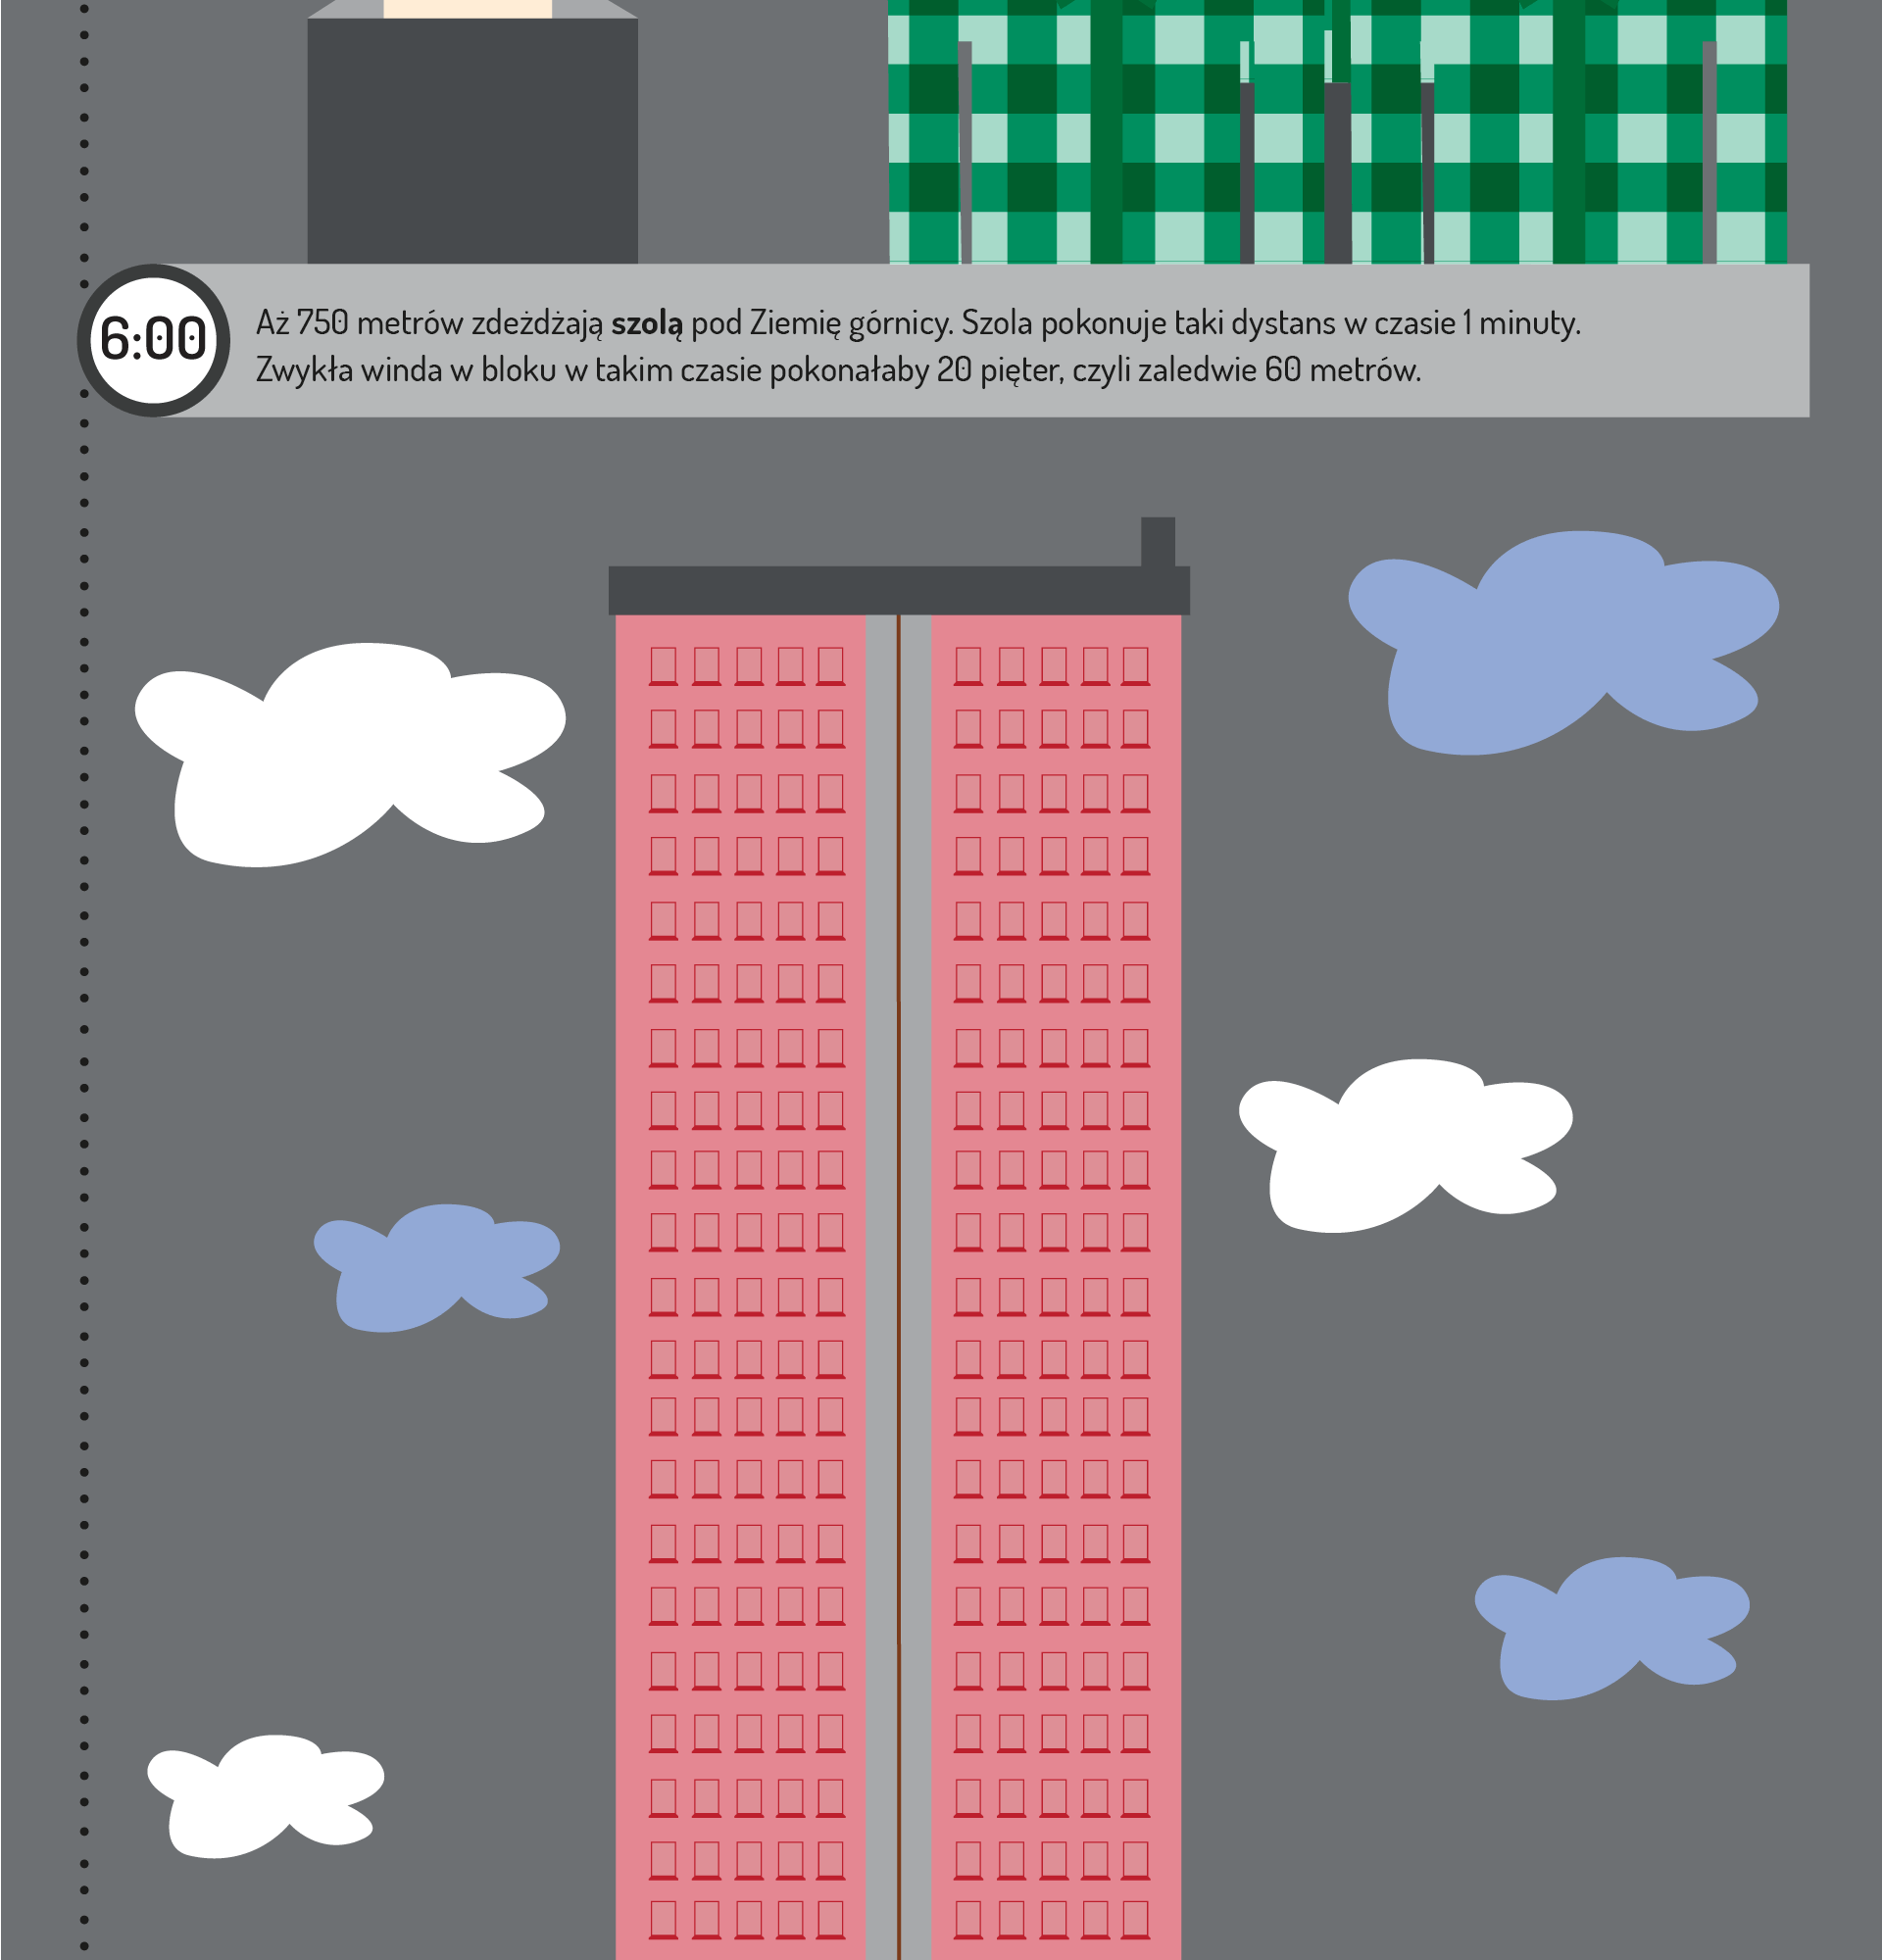 6:00
Aż 750 metrów zdeżdżają szolą pod Ziemię górnicy. Szola pokonuje taki dystans w czasie 1 minuty.
Zwykła winda w bloku w takim czasie pokonałaby 20 pięter, czyli zaledwie 60 metrów.